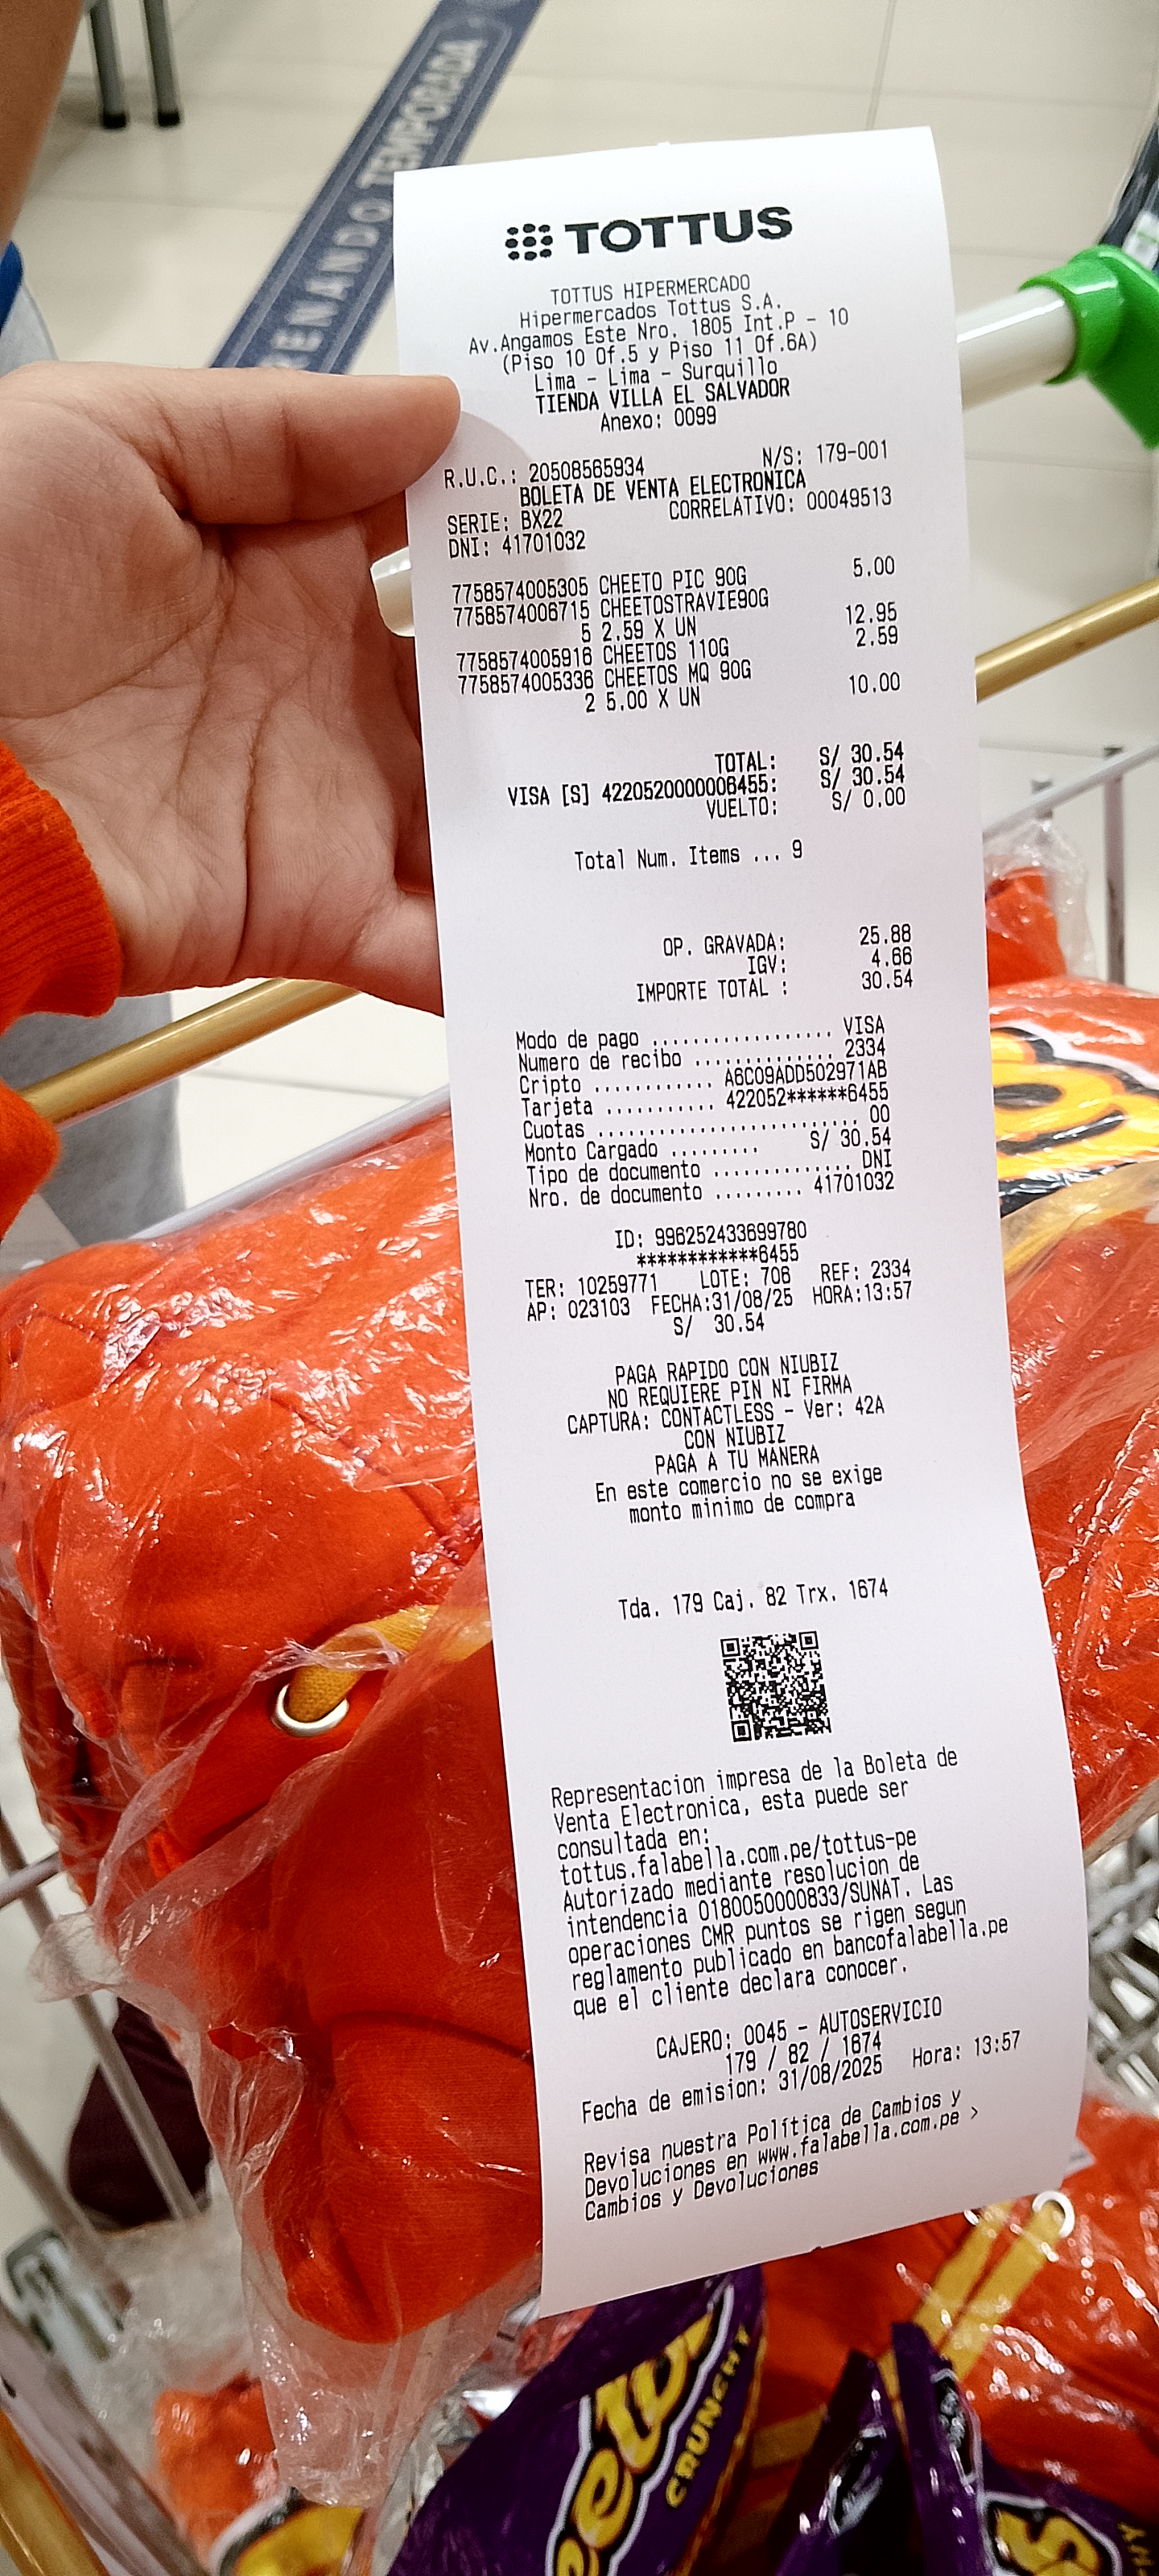 RENANDO TEMPORADA
TOTTUS
TOTTUS HIPERMERCADO
Hipermercados Tottus S.A.
Av.Angamos Este Nro. 1805 Int.P - 10
(Piso 10 Of.5 y Piso 11 Of.6A)
Lima - Lima - Surquillo
TIENDA VILLA EL SALVADOR
Anexo: 0099
R.U.C.: 20508565934 N/S: 179-001
BOLETA DE VENTA ELECTRONICA
SERIE: BX22 CORRELATIVO: 00049513
DNI: 41701032
7758574005305 CHEETO PIC 90G 5.00
7758574006715 CHEETOSTRAVIE90G
5 2.59 X UN 12.95
7758574005916 CHEETOS 110G 2.59
7758574005336 CHEETOS MQ 90G
2 5.00 X UN 10.00
TOTAL: S/ 30.54
VISA [S] 4220520000006455: S/ 30.54
VUELTO: S/ 0.00
Total Num. Items ... 9
OP. GRAVADA: 25.88
IGV: 4.66
IMPORTE TOTAL : 30.54
Modo de pago .................. VISA
Numero de recibo .............. 2334
Cripto ............ A6C09ADD502971AB
Tarjeta ........... 422052******6455
Cuotas .......................... 00
Monto Cargado ......... S/ 30.54
Tipo de documento .............. DNI
Nro. de documento ......... 41701032
ID: 996252433699780
************6455
TER: 10259771 LOTE: 706 REF: 2334
AP: 023103 FECHA:31/08/25 HORA:13:57
S/ 30.54
PAGA RAPIDO CON NIUBIZ
NO REQUIERE PIN NI FIRMA
CAPTURA: CONTACTLESS - Ver: 42A
CON NIUBIZ
PAGA A TU MANERA
En este comercio no se exige
monto minimo de compra
Tda. 179 Caj. 82 Trx. 1674
Representacion impresa de la Boleta de
Venta Electronica, esta puede ser
consultada en:
tottus.falabella.com.pe/tottus-pe
Autorizado mediante resolucion de
intendencia 0180050000833/SUNAT. Las
operaciones CMR puntos se rigen segun
reglamento publicado en bancofalabella.pe
que el cliente declara conocer.
CAJERO: 0045 - AUTOSERVICIO
179 / 82 / 1674
Fecha de emision: 31/08/2025 Hora: 13:57
Revisa nuestra Política de Cambios y
Devoluciones en www.falabella.com.pe >
Cambios y Devoluciones
CRUNCHY